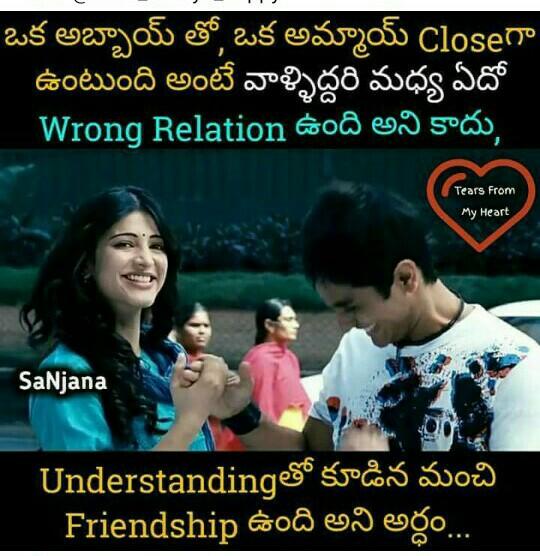 ఒక అబ్బాయ్ తో, ఒక అమ్మాయ్ Closeగా
ఉంటుంది అంటే వాళ్ళిద్దరి మధ్య ఏదో
Wrong Relation ఉంది అని కాదు,
Tears From
My Heart
SaNjana
Understandingతో కూడిన మంచి
Friendship ఉంది అని అర్ధం...